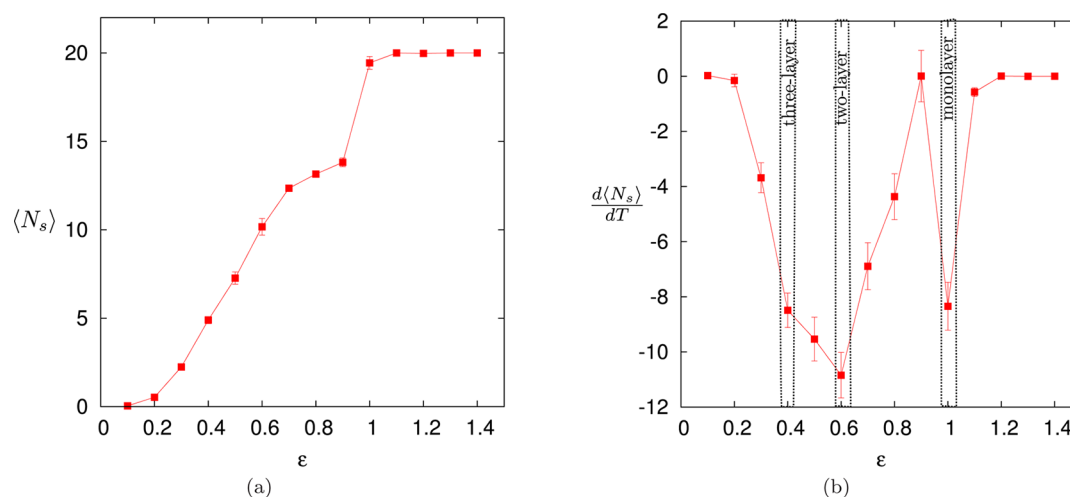 20
15
10
5
0
⟨N_s⟩
0 0.2 0.4 0.6 0.8 1 1.2 1.4
ε
(a)
2
0
-2
-4
-6
-8
-10
-12
d⟨N_s⟩
dT
three-layer
two-layer
monolayer
0 0.2 0.4 0.6 0.8 1 1.2 1.4
ε
(b)